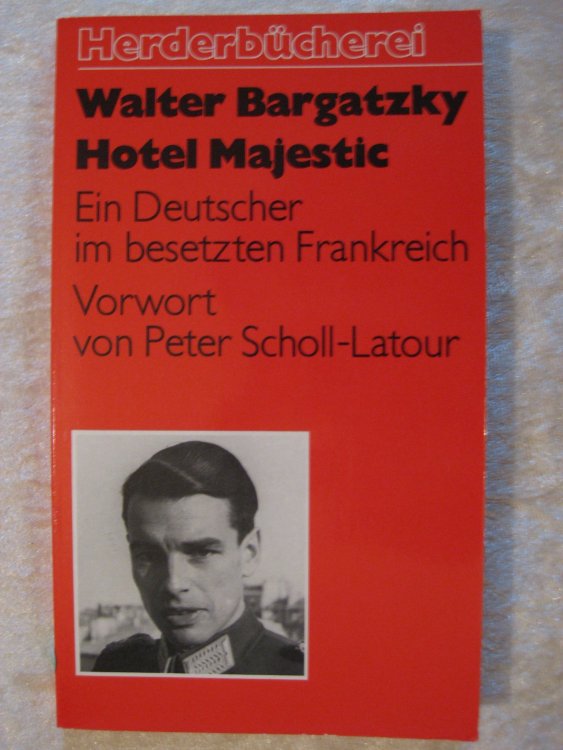 Herderbücherei
Walter Bargatzky
Hotel Majestic
Ein Deutscher
im besetzten Frankreich
Vorwort
von Peter Scholl-Latour